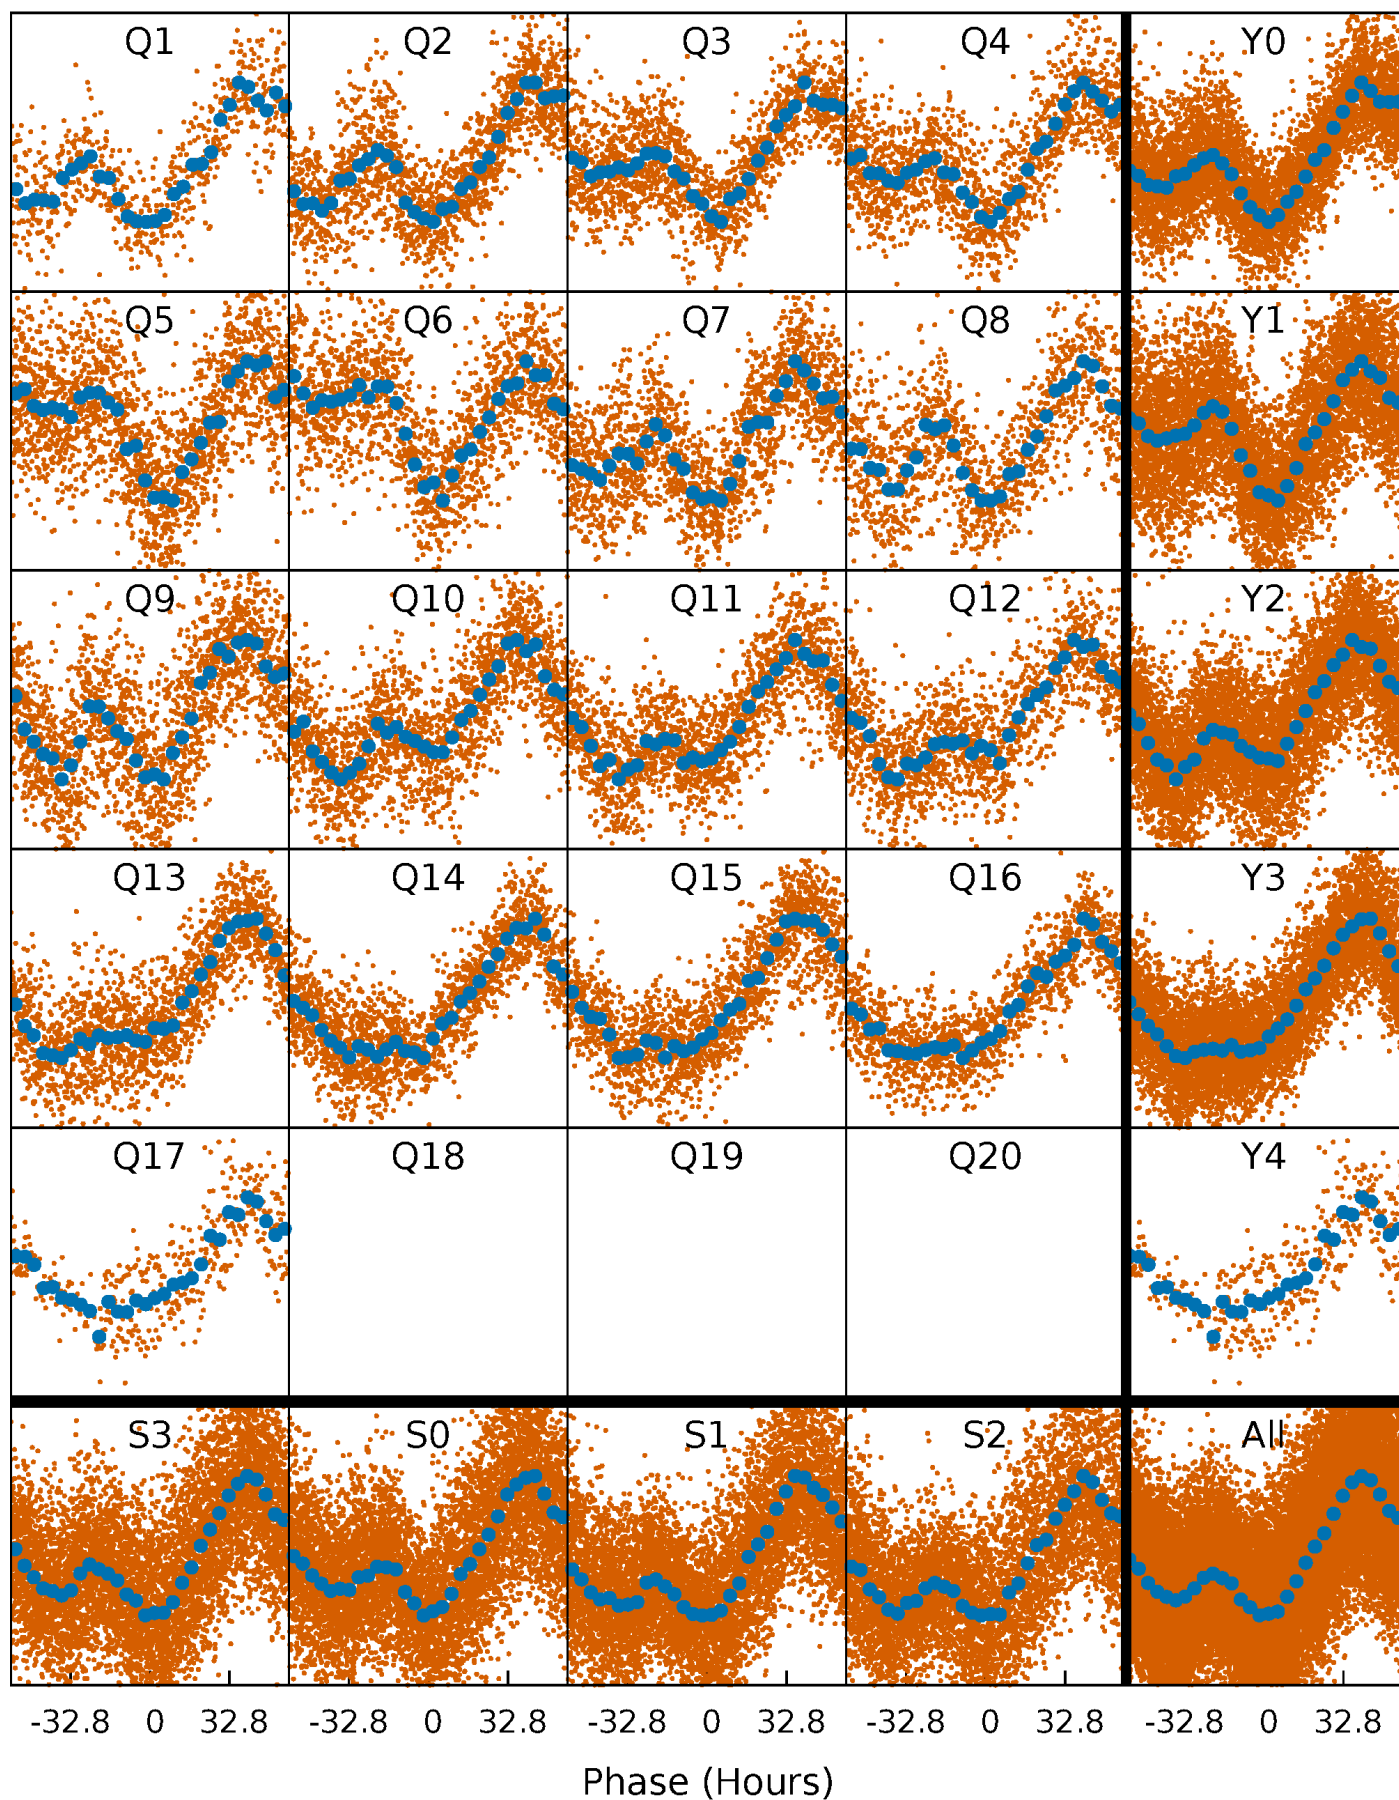 Q1 Q2 Q3 Q4 Y0
Q5 Q6 Q7 Q8 Y1
Q9 Q10 Q11 Q12 Y2
Q13 Q14 Q15 Q16 Y3
Q17 Q18 Q19 Q20 Y4
S3 S0 S1 S2 All
-32.8 0 32.8 -32.8 0 32.8 -32.8 0 32.8 -32.8 0 32.8 -32.8 0 32.8
Phase (Hours)